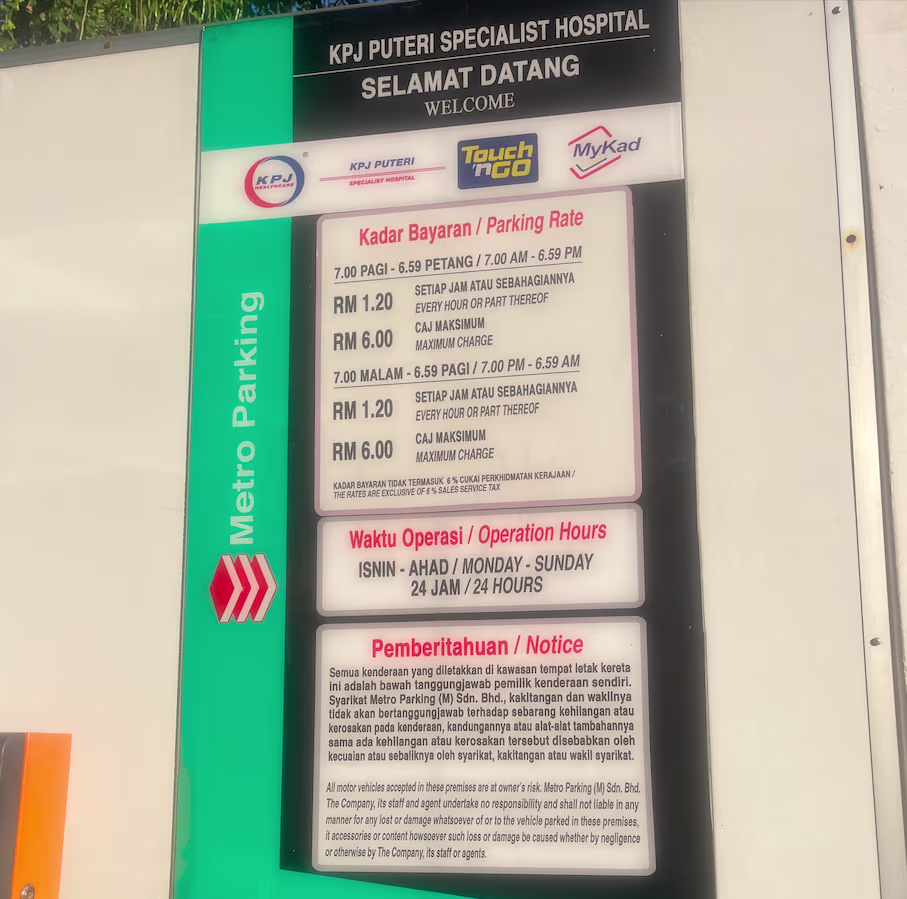 KPJ PUTERI SPECIALIST HOSPITAL
SELAMAT DATANG
WELCOME
KPJ
HEALTHCARE
®
KPJ PUTERI
SPECIALIST HOSPITAL
Touch
'n GO
MyKad
Metro Parking
Kadar Bayaran / Parking Rate
7.00 PAGI - 6.59 PETANG / 7.00 AM - 6.59 PM
RM 1.20
SETIAP JAM ATAU SEBAHAGIANNYA
EVERY HOUR OR PART THEREOF
RM 6.00
CAJ MAKSIMUM
MAXIMUM CHARGE
7.00 MALAM - 6.59 PAGI / 7.00 PM - 6.59 AM
RM 1.20
SETIAP JAM ATAU SEBAHAGIANNYA
EVERY HOUR OR PART THEREOF
RM 6.00
CAJ MAKSIMUM
MAXIMUM CHARGE
KADAR BAYARAN TIDAK TERMASUK 6 % CUKAI PERKHIDMATAN KERAJAAN /
THE RATES ARE EXCLUSIVE OF 6 % SALES SERVICE TAX
Waktu Operasi / Operation Hours
ISNIN - AHAD / MONDAY - SUNDAY
24 JAM / 24 HOURS
Pemberitahuan / Notice
Semua kenderaan yang diletakkan di kawasan tempat letak kereta
ini adalah bawah tanggungjawab pemilik kenderaan sendiri.
Syarikat Metro Parking (M) Sdn. Bhd., kakitangan dan wakilnya
tidak akan bertanggungjawab terhadap sebarang kehilangan atau
kerosakan pada kenderaan, kandungannya atau alat-alat tambahannya
sama ada kehilangan atau kerosakan tersebut disebabkan oleh
kecuaian atau sebaliknya oleh syarikat, kakitangan atau wakil syarikat.
All motor vehicles accepted in these premises are at owner's risk. Metro Parking (M) Sdn. Bhd.
The Company, its staff and agent undertake no responsibility and shall not liable in any
manner for any lost or damage whatsoever of or to the vehicle parked in these premises,
it accessories or content howsoever such loss or damage be caused whether by negligence
or otherwise by The Company, its staff or agents.